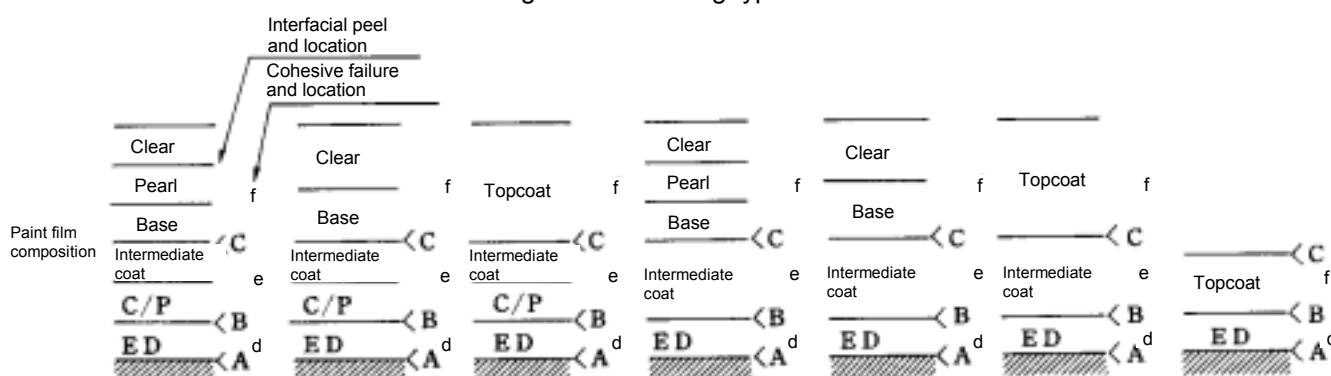 Interfacial peel
and location
Cohesive failure
and location
Clear
Pearl
f
Base
C
Intermediate
coat
e
C/P
B
ED
d
A
Clear
f
Base
C
Intermediate
coat
e
C/P
B
ED
d
A
Topcoat
f
C
Intermediate
coat
e
C/P
B
ED
d
A
Clear
Pearl
f
Base
C
Intermediate
coat
e
B
ED
d
A
Clear
f
Base
C
Intermediate
coat
e
B
ED
d
A
Topcoat
f
C
Intermediate
coat
e
B
ED
d
A
C
Topcoat
f
B
ED
A
Paint film
composition